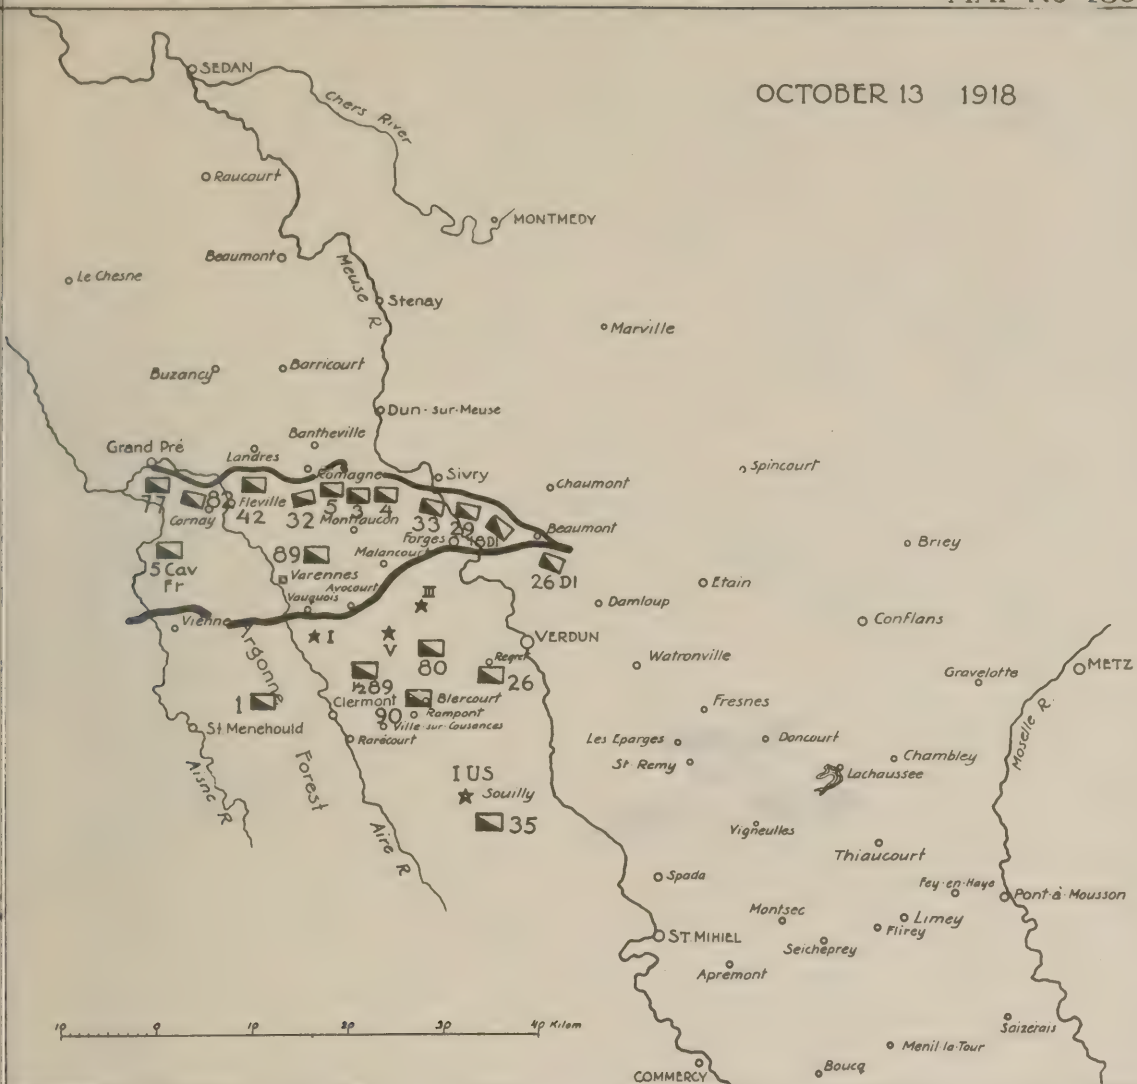 OCTOBER 13 1918
SEDAN
Chers River
Raucourt
MONTMEDY
Beaumont
Le Chesne
Meuse R
Stenay
Marville
Buzancy
Barricourt
Dun-sur-Meuse
Bantheville
Grand Pré
Landres
Romagne
Sivry
Spincourt
Chaumont
77
82
Fleville
Cornay
42
32
5
3
4
Montfaucon
33
29
18DI
Forges
Beaumont
Briey
5 Cav
Fr
89
Malancourt
Varennes
Avocourt
Vauquois
26 DI
Etain
III
Damloup
Conflans
Vienne
I
V
VERDUN
Argonne
Forest
80
Regret
26
Watronville
METZ
Gravelotte
½89
Clermont
90
Blercourt
Rampont
Ville-sur-Cousances
1
St Menehould
Rarécourt
Fresnes
Les Eparges
Doncourt
St Remy
Chambley
Lachaussee
Moselle R.
Aisne R
Aire R
I US
Souilly
35
Vigneulles
Thiaucourt
Spada
Fey-en-Haye
Pont-à-Mousson
Montsec
Limey
Flirey
ST. MIHIEL
Seicheprey
Apremont
10 0 10 20 30 40 Kilom
Saizerais
Menil-la-Tour
Boucq
COMMERCY